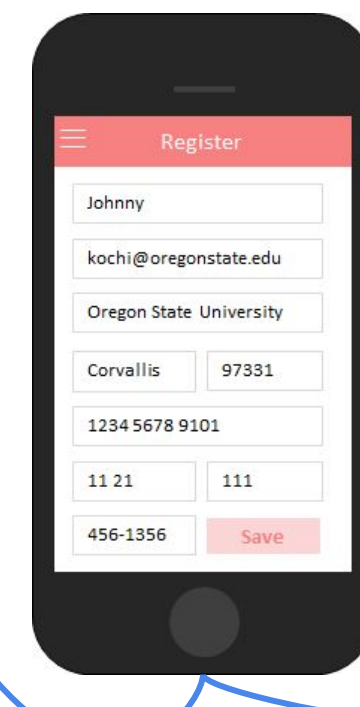 Register
Johnny
kochi@oregonstate.edu
Oregon State University
Corvallis 97331
1234 5678 9101
11 21 111
456-1356 Save